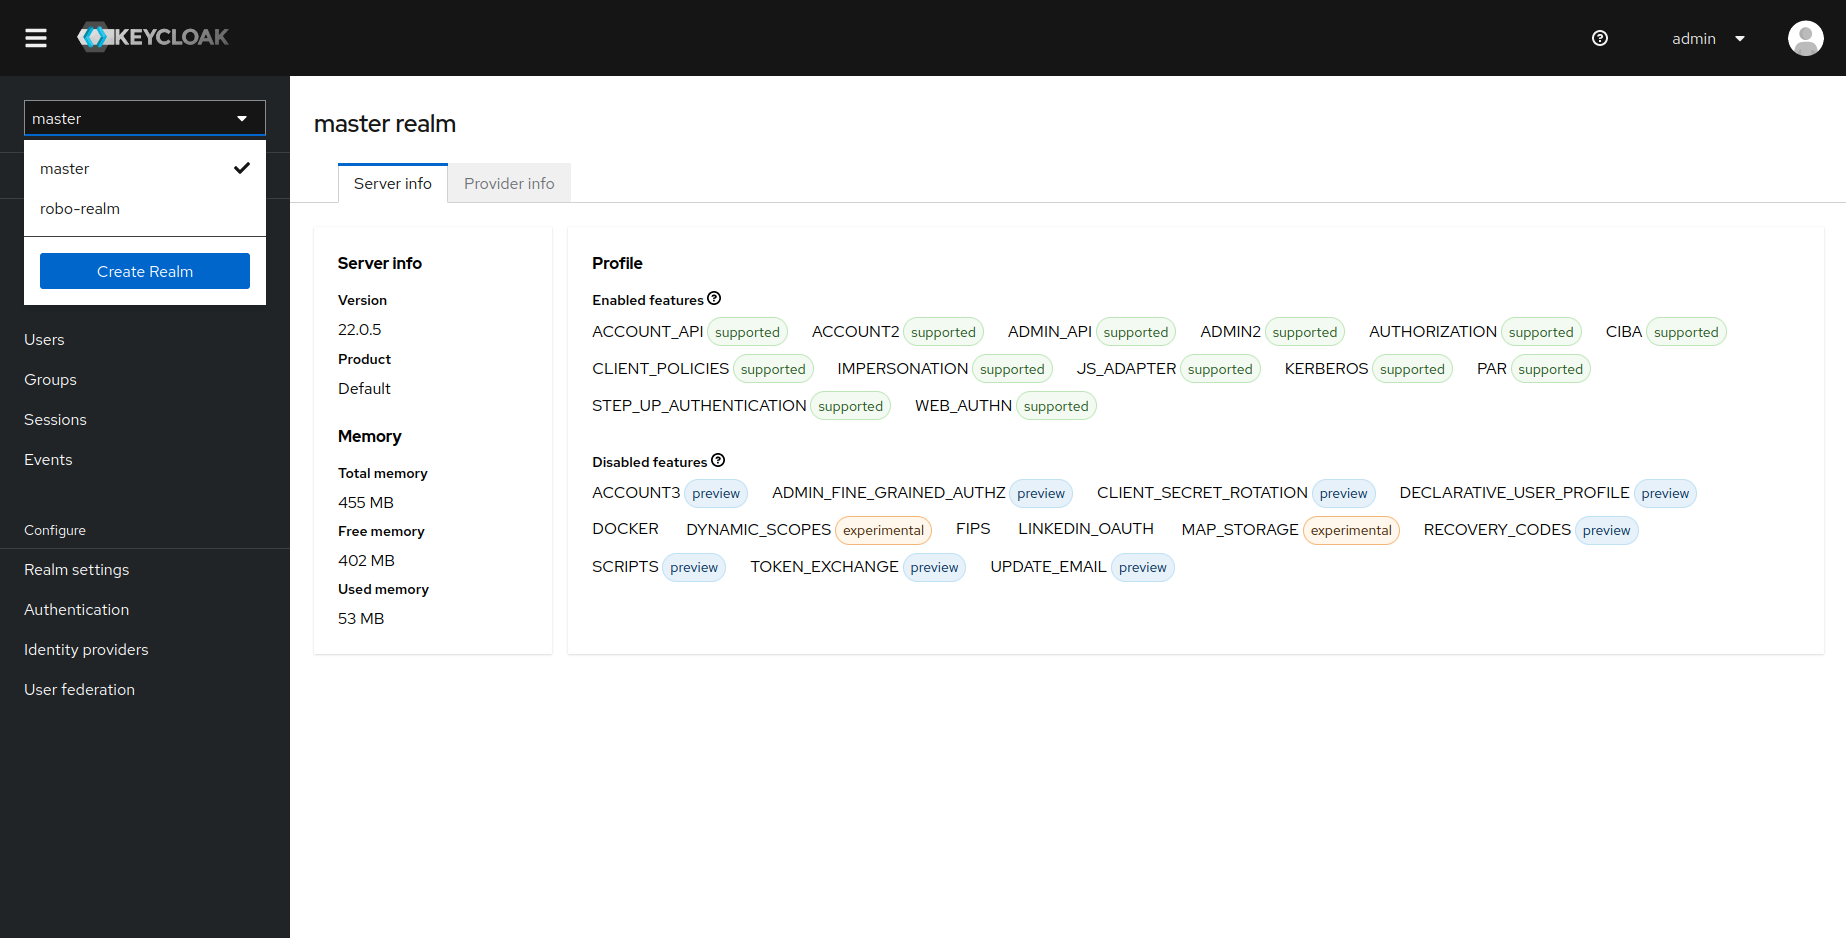 KEYCLOAK
admin
master
master
robo-realm
Create Realm
Users
Groups
Sessions
Events
Configure
Realm settings
Authentication
Identity providers
User federation
master realm
Server info Provider info
Server info
Version
22.0.5
Product
Default
Memory
Total memory
455 MB
Free memory
402 MB
Used memory
53 MB
Profile
Enabled features
ACCOUNT_API supported ACCOUNT2 supported ADMIN_API supported ADMIN2 supported AUTHORIZATION supported CIBA supported
CLIENT_POLICIES supported IMPERSONATION supported JS_ADAPTER supported KERBEROS supported PAR supported
STEP_UP_AUTHENTICATION supported WEB_AUTHN supported
Disabled features
ACCOUNT3 preview ADMIN_FINE_GRAINED_AUTHZ preview CLIENT_SECRET_ROTATION preview DECLARATIVE_USER_PROFILE preview
DOCKER DYNAMIC_SCOPES experimental FIPS LINKEDIN_OAUTH MAP_STORAGE experimental RECOVERY_CODES preview
SCRIPTS preview TOKEN_EXCHANGE preview UPDATE_EMAIL preview